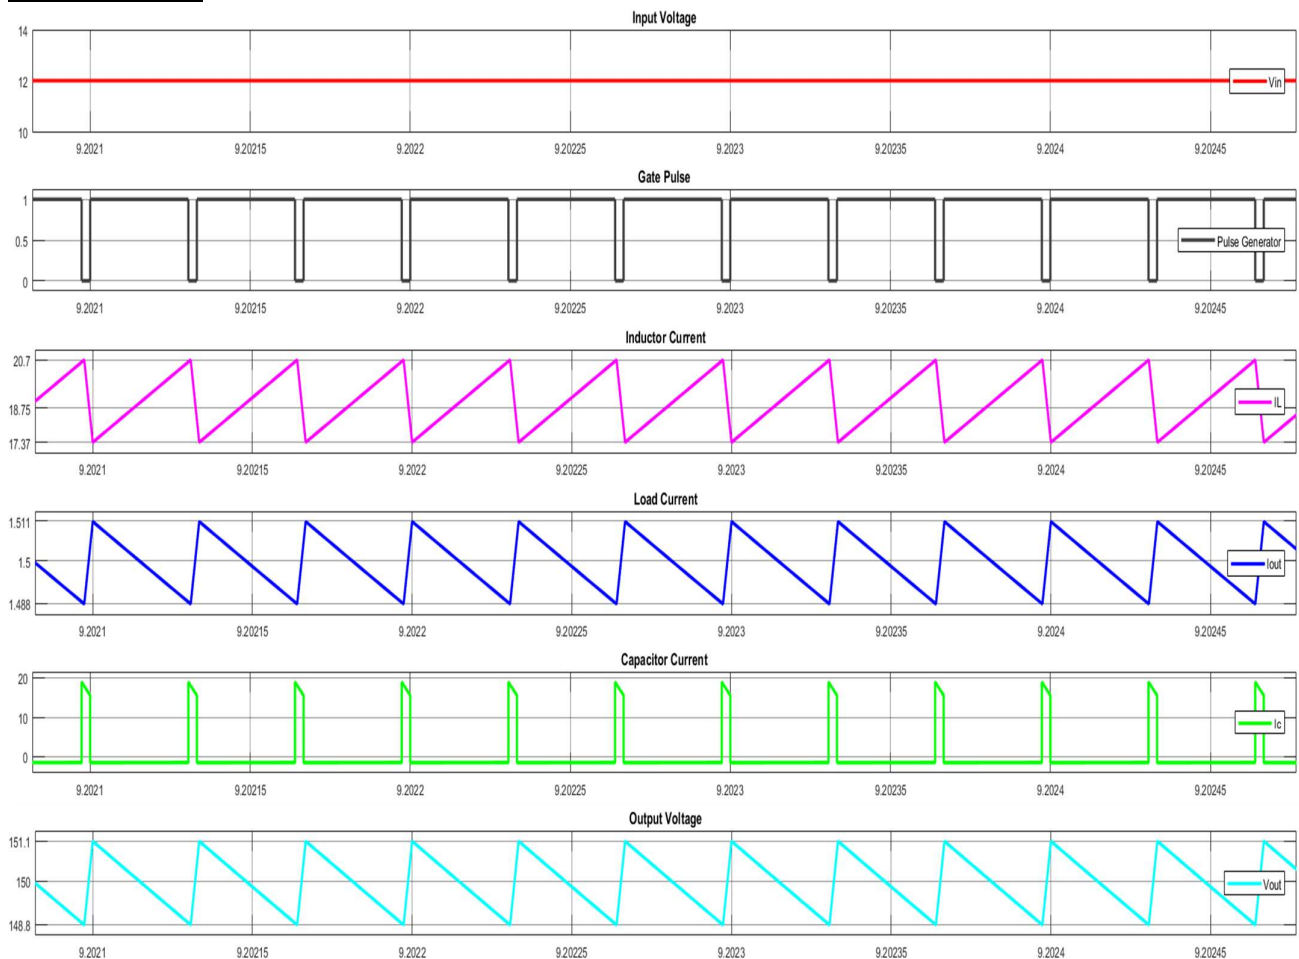 Input Voltage
14
12
10
Vin
9.2021 9.20215 9.2022 9.20225 9.2023 9.20235 9.2024 9.20245
Gate Pulse
1
0.5
0
Pulse Generator
9.2021 9.20215 9.2022 9.20225 9.2023 9.20235 9.2024 9.20245
Inductor Current
20.7
18.75
17.37
IL
9.2021 9.20215 9.2022 9.20225 9.2023 9.20235 9.2024 9.20245
Load Current
1.511
1.5
1.488
Iout
9.2021 9.20215 9.2022 9.20225 9.2023 9.20235 9.2024 9.20245
Capacitor Current
20
10
0
Ic
9.2021 9.20215 9.2022 9.20225 9.2023 9.20235 9.2024 9.20245
Output Voltage
151.1
150
148.8
Vout
9.2021 9.20215 9.2022 9.20225 9.2023 9.20235 9.2024 9.20245